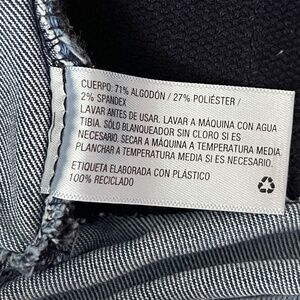 CUERPO: 71% ALGODÓN / 27% POLIÉSTER /
2% SPANDEX
LAVAR ANTES DE USAR. LAVAR A MÁQUINA CON AGUA
TIBIA. SÓLO BLANQUEADOR SIN CLORO SI ES
NECESARIO. SECAR A MÁQUINA A TEMPERATURA MEDIA.
PLANCHAR A TEMPERATURA MEDIA SI ES NECESARIO.
ETIQUETA ELABORADA CON PLÁSTICO
100% RECICLADO